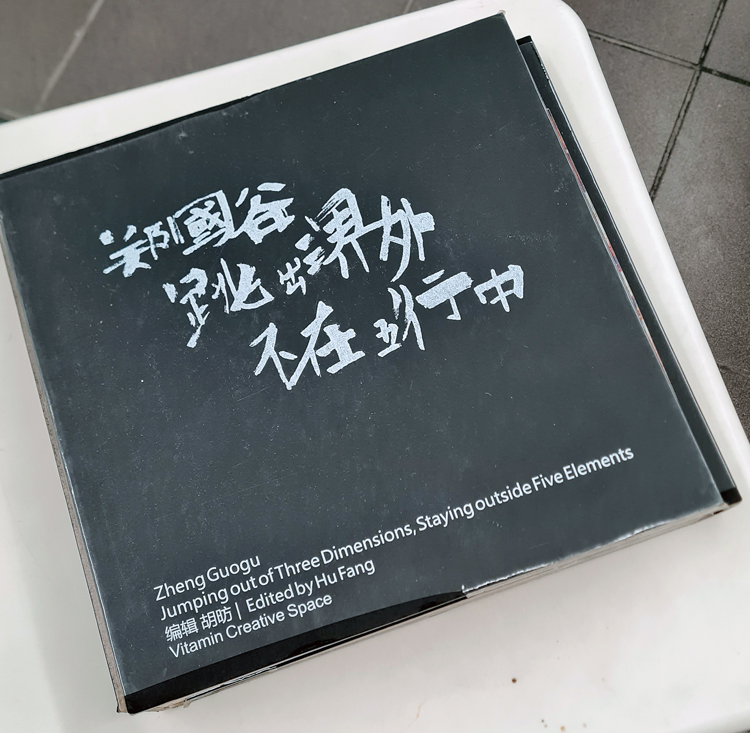 郑國谷
跳出三界外
不在五行中
Zheng Guogu
Jumping out of Three Dimensions, Staying outside Five Elements
编辑 胡昉 | Edited by Hu Fang
Vitamin Creative Space